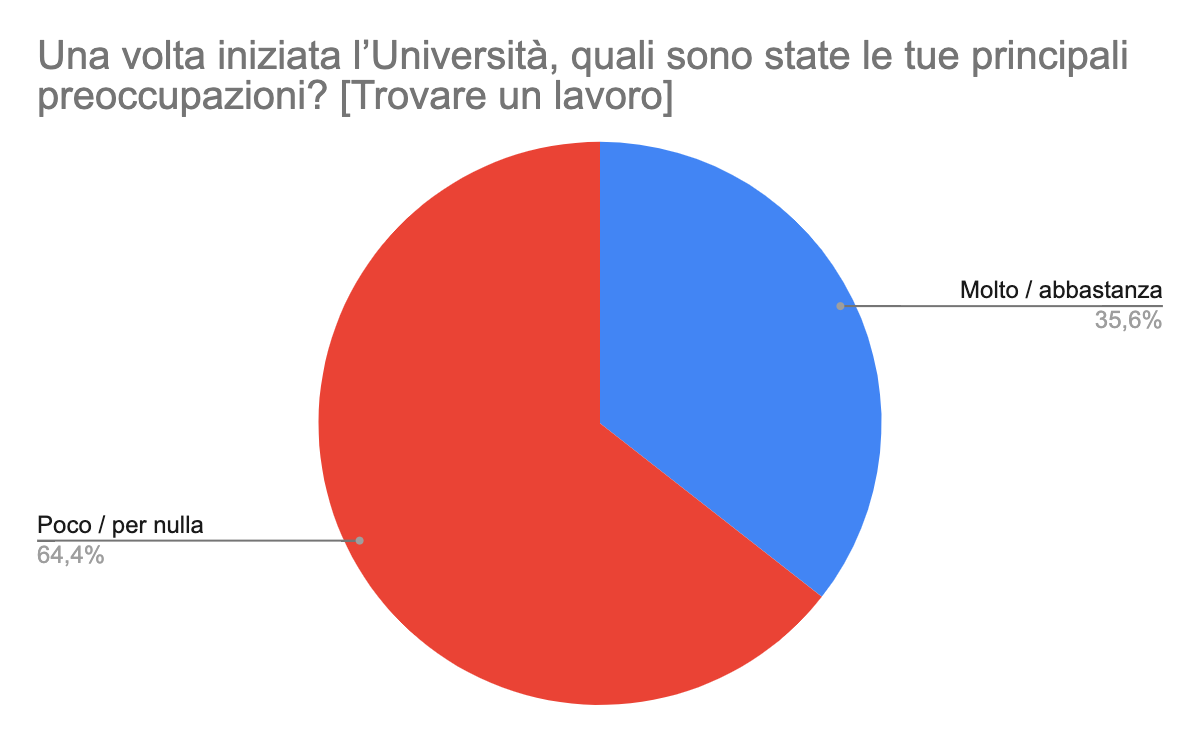 Una volta iniziata l’Università, quali sono state le tue principali
preoccupazioni? [Trovare un lavoro]
Molto / abbastanza
35,6%
Poco / per nulla
64,4%